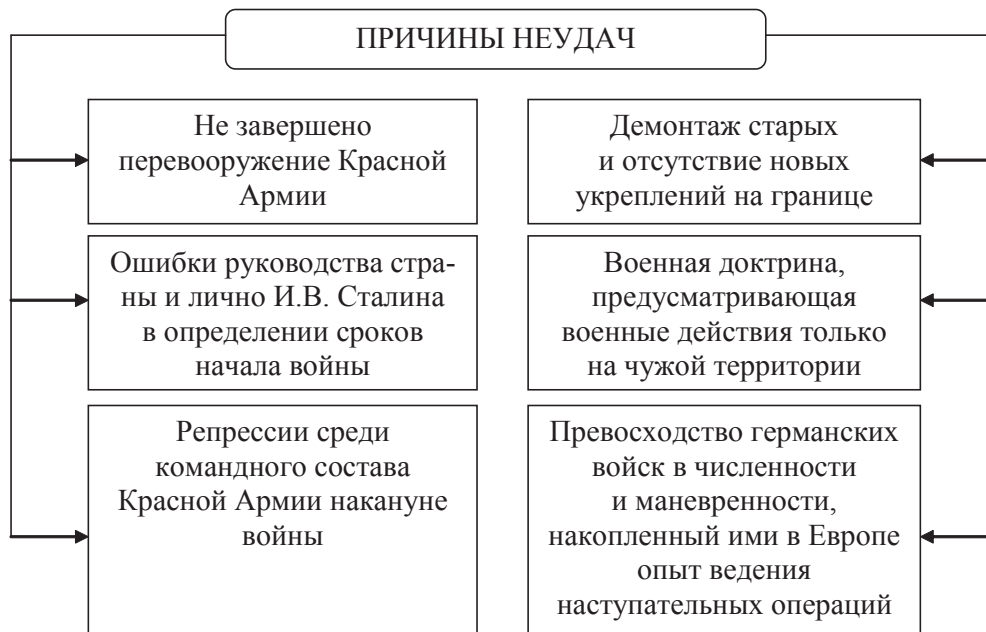 ПРИЧИНЫ НЕУДАЧ
Не завершено
перевооружение Красной
Армии
Демонтаж старых
и отсутствие новых
укреплений на границе
Ошибки руководства стра-
ны и лично И.В. Сталина
в определении сроков
начала войны
Военная доктрина,
предусматривающая
военные действия только
на чужой территории
Репрессии среди
командного состава
Красной Армии накануне
войны
Превосходство германских
войск в численности
и маневренности,
накопленный ими в Европе
опыт ведения
наступательных операций